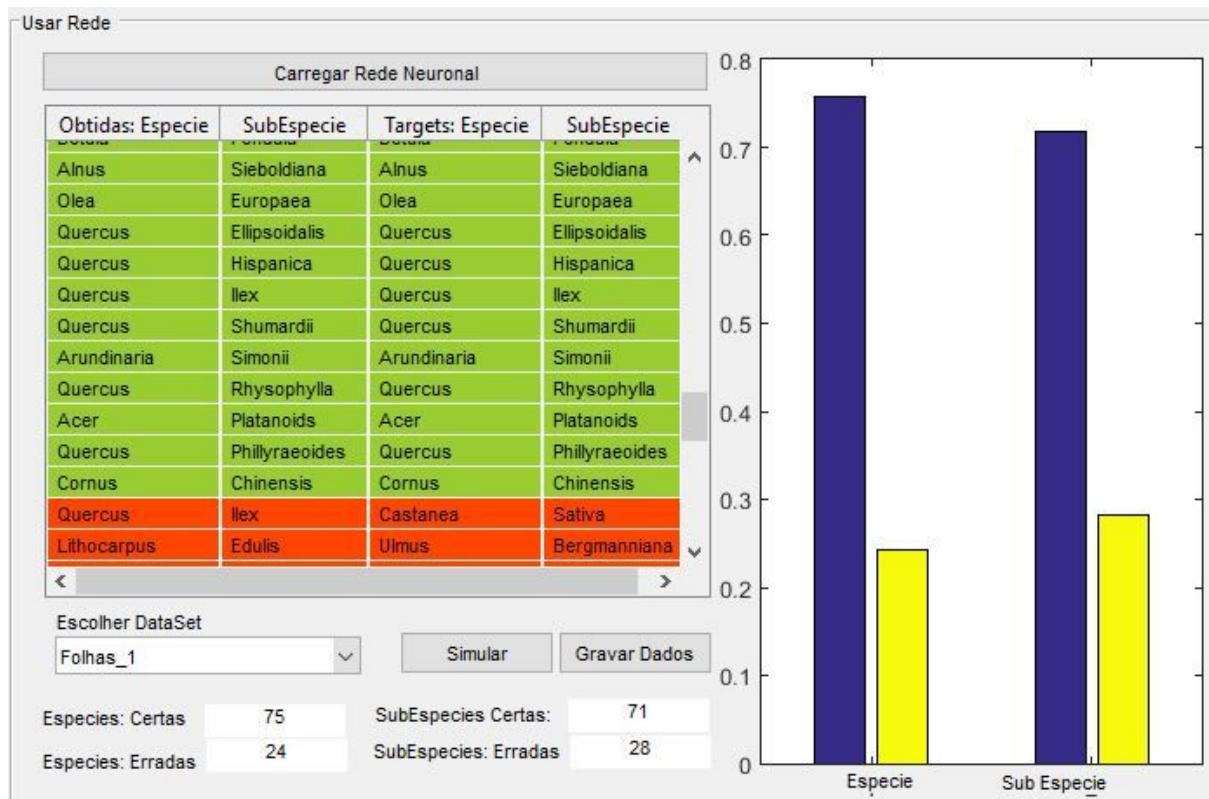 Usar Rede
Carregar Rede Neuronal
Obtidas: Especie SubEspecie Targets: Especie SubEspecie
Alnus Sieboldiana Alnus Sieboldiana
Olea Europaea Olea Europaea
Quercus Ellipsoidalis Quercus Ellipsoidalis
Quercus Hispanica Quercus Hispanica
Quercus Ilex Quercus Ilex
Quercus Shumardii Quercus Shumardii
Arundinaria Simonii Arundinaria Simonii
Quercus Rhysophylla Quercus Rhysophylla
Acer Platanoids Acer Platanoids
Quercus Phillyraeoides Quercus Phillyraeoides
Cornus Chinensis Cornus Chinensis
Quercus Ilex Castanea Sativa
Lithocarpus Edulis Ulmus Bergmanniana
Escolher DataSet
Folhas_1
Simular
Gravar Dados
Especies: Certas 75
SubEspecies Certas: 71
Especies: Erradas 24
SubEspecies: Erradas 28
0.8
0.7
0.6
0.5
0.4
0.3
0.2
0.1
0
Especie Sub Especie